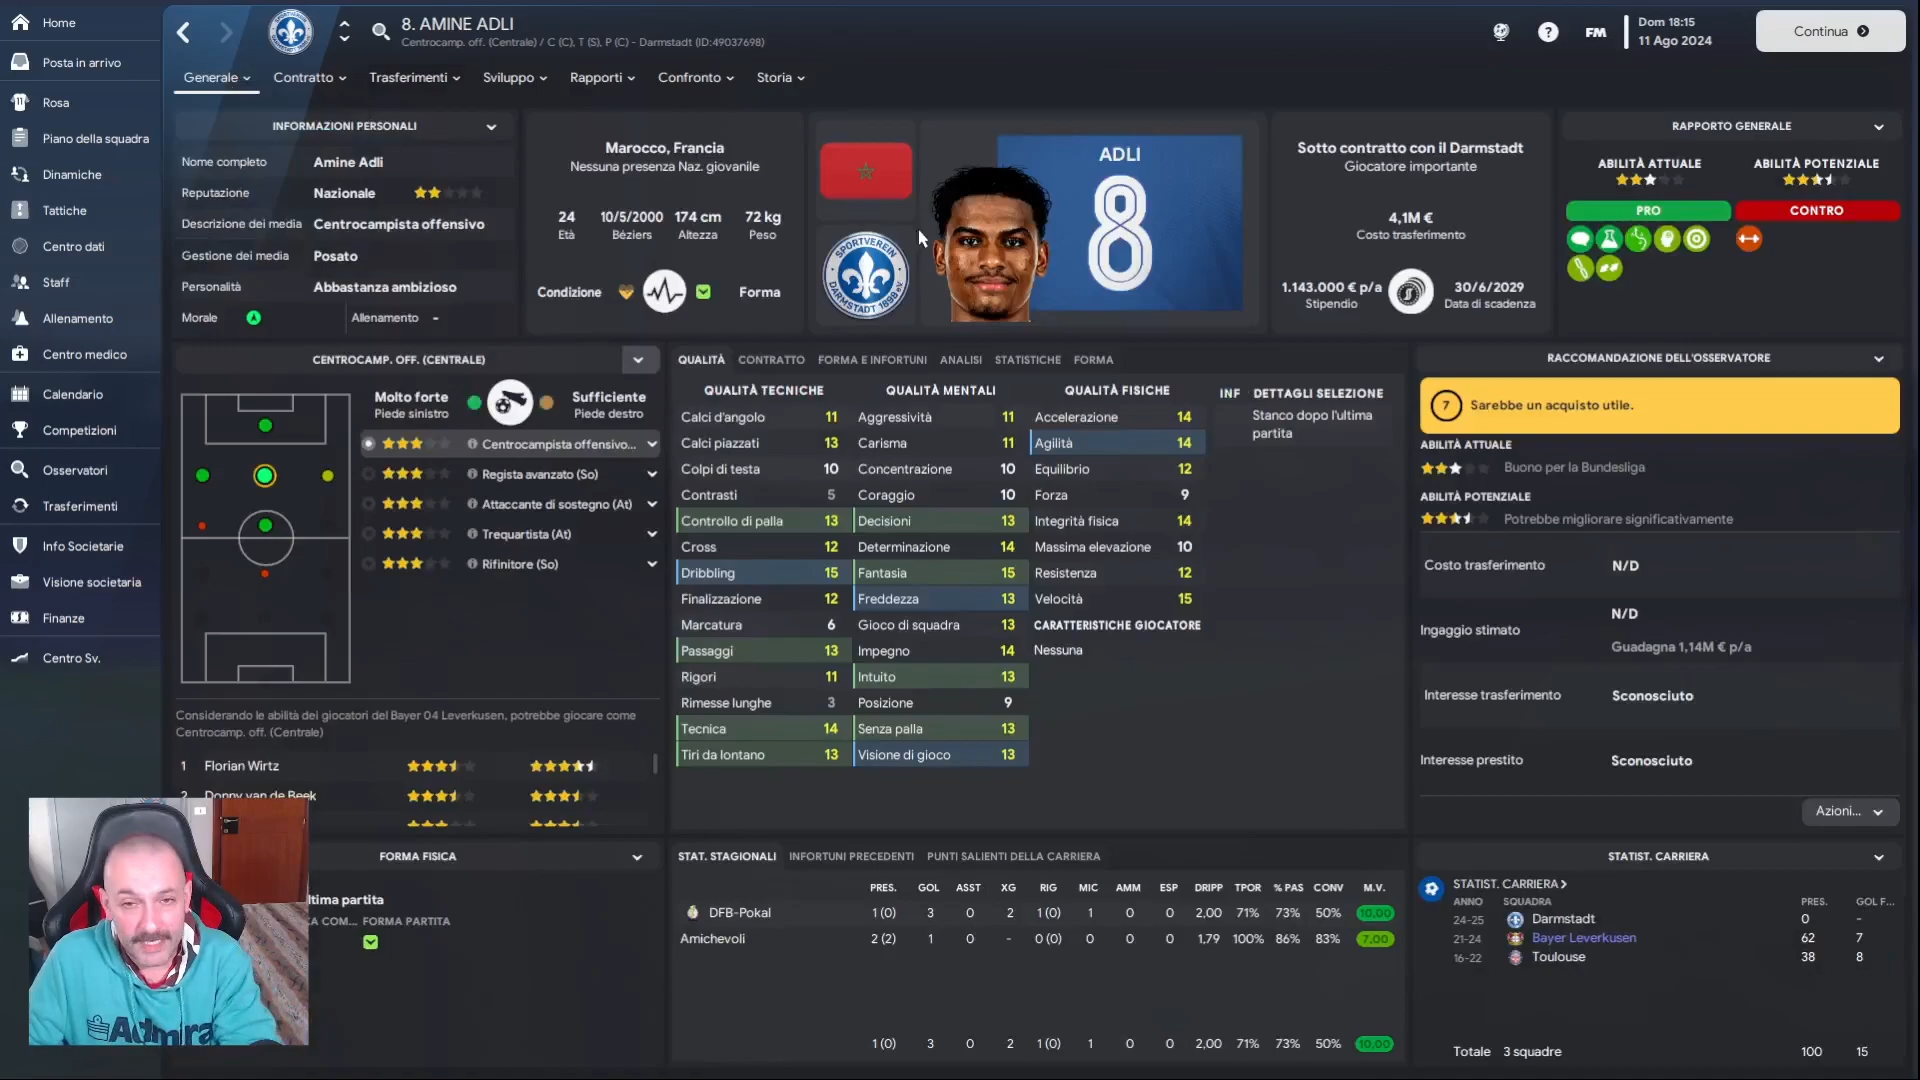 Home
Posta in arrivo
Rosa
Piano della squadra
Dinamiche
Tattiche
Centro dati
Staff
Allenamento
Centro medico
Calendario
Competizioni
Osservatori
Trasferimenti
Info Societarie
Visione societaria
Finanze
Centro Sv.
8. AMINE ADLI
Centrocamp. off. (Centrale) / C (C), T (S), P (C) - Darmstadt (ID:49037698)
FM
Dom 18:15
11 Ago 2024
Continua
Generale
Contratto
Trasferimenti
Sviluppo
Rapporti
Confronto
Storia
INFORMAZIONI PERSONALI
Nome completo Amine Adli
Reputazione Nazionale
Descrizione dei media Centrocampista offensivo
Gestione dei media Posato
Personalità Abbastanza ambizioso
Morale
Allenamento -
Marocco, Francia
Nessuna presenza Naz. giovanile
24 10/5/2000 174 cm 72 kg
Età Béziers Altezza Peso
Condizione Forma
SPORTVEREIN
DARMSTADT 1898 e.V.
ADLI
8
Sotto contratto con il Darmstadt
Giocatore importante
4,1M €
Costo trasferimento
1.143.000 € p/a
Stipendio
30/6/2029
Data di scadenza
RAPPORTO GENERALE
ABILITÀ ATTUALE ABILITÀ POTENZIALE
PRO CONTRO
CENTROCAMP. OFF. (CENTRALE)
Molto forte
Piede sinistro
Sufficiente
Piede destro
Centrocampista offensivo...
Regista avanzato (So)
Attaccante di sostegno (At)
Trequartista (At)
Rifinitore (So)
Considerando le abilità dei giocatori del Bayer 04 Leverkusen, potrebbe giocare come
Centrocamp. off. (Centrale)
1 Florian Wirtz
2 Donny van de Beek
FORMA FISICA
ltima partita
FORMA PARTITA
Admira
QUALITÀ CONTRATTO FORMA E INFORTUNI ANALISI STATISTICHE FORMA
QUALITÀ TECNICHE
Calci d'angolo 11
Calci piazzati 13
Colpi di testa 10
Contrasti 5
Controllo di palla 13
Cross 12
Dribbling 15
Finalizzazione 12
Marcatura 6
Passaggi 13
Rigori 11
Rimesse lunghe 3
Tecnica 14
Tiri da lontano 13
QUALITÀ MENTALI
Aggressività 11
Carisma 11
Concentrazione 10
Coraggio 10
Decisioni 13
Determinazione 14
Fantasia 15
Freddezza 13
Gioco di squadra 13
Impegno 14
Intuito 13
Posizione 9
Senza palla 13
Visione di gioco 13
QUALITÀ FISICHE
Accelerazione 14
Agilità 14
Equilibrio 12
Forza 9
Integrità fisica 14
Massima elevazione 10
Resistenza 12
Velocità 15
CARATTERISTICHE GIOCATORE
Nessuna
INF DETTAGLI SELEZIONE
Stanco dopo l'ultima
partita
STAT. STAGIONALI INFORTUNI PRECEDENTI PUNTI SALIENTI DELLA CARRIERA
PRES. GOL ASST XG RIG MIC AMM ESP DRIPP TPOR % PAS CONV M.V.
DFB-Pokal 1 (0) 3 0 2 1 (0) 1 0 0 2,00 71% 73% 50% 10,00
Amichevoli 2 (2) 1 0 - 0 (0) 0 0 0 1,79 100% 86% 83% 7,00
1 (0) 3 0 2 1 (0) 1 0 0 2,00 71% 73% 50% 10,00
RACCOMANDAZIONE DELL'OSSERVATORE
7 Sarebbe un acquisto utile.
ABILITÀ ATTUALE
Buono per la Bundesliga
ABILITÀ POTENZIALE
Potrebbe migliorare significativamente
Costo trasferimento N/D
Ingaggio stimato N/D
Guadagna 1,14M € p/a
Interesse trasferimento Sconosciuto
Interesse prestito Sconosciuto
Azioni...
STATIST. CARRIERA
STATIST. CARRIERA
ANNO SQUADRA PRES. GOL F...
24-25 Darmstadt 0 -
21-24 Bayer Leverkusen 62 7
16-22 Toulouse 38 8
Totale 3 squadre 100 15